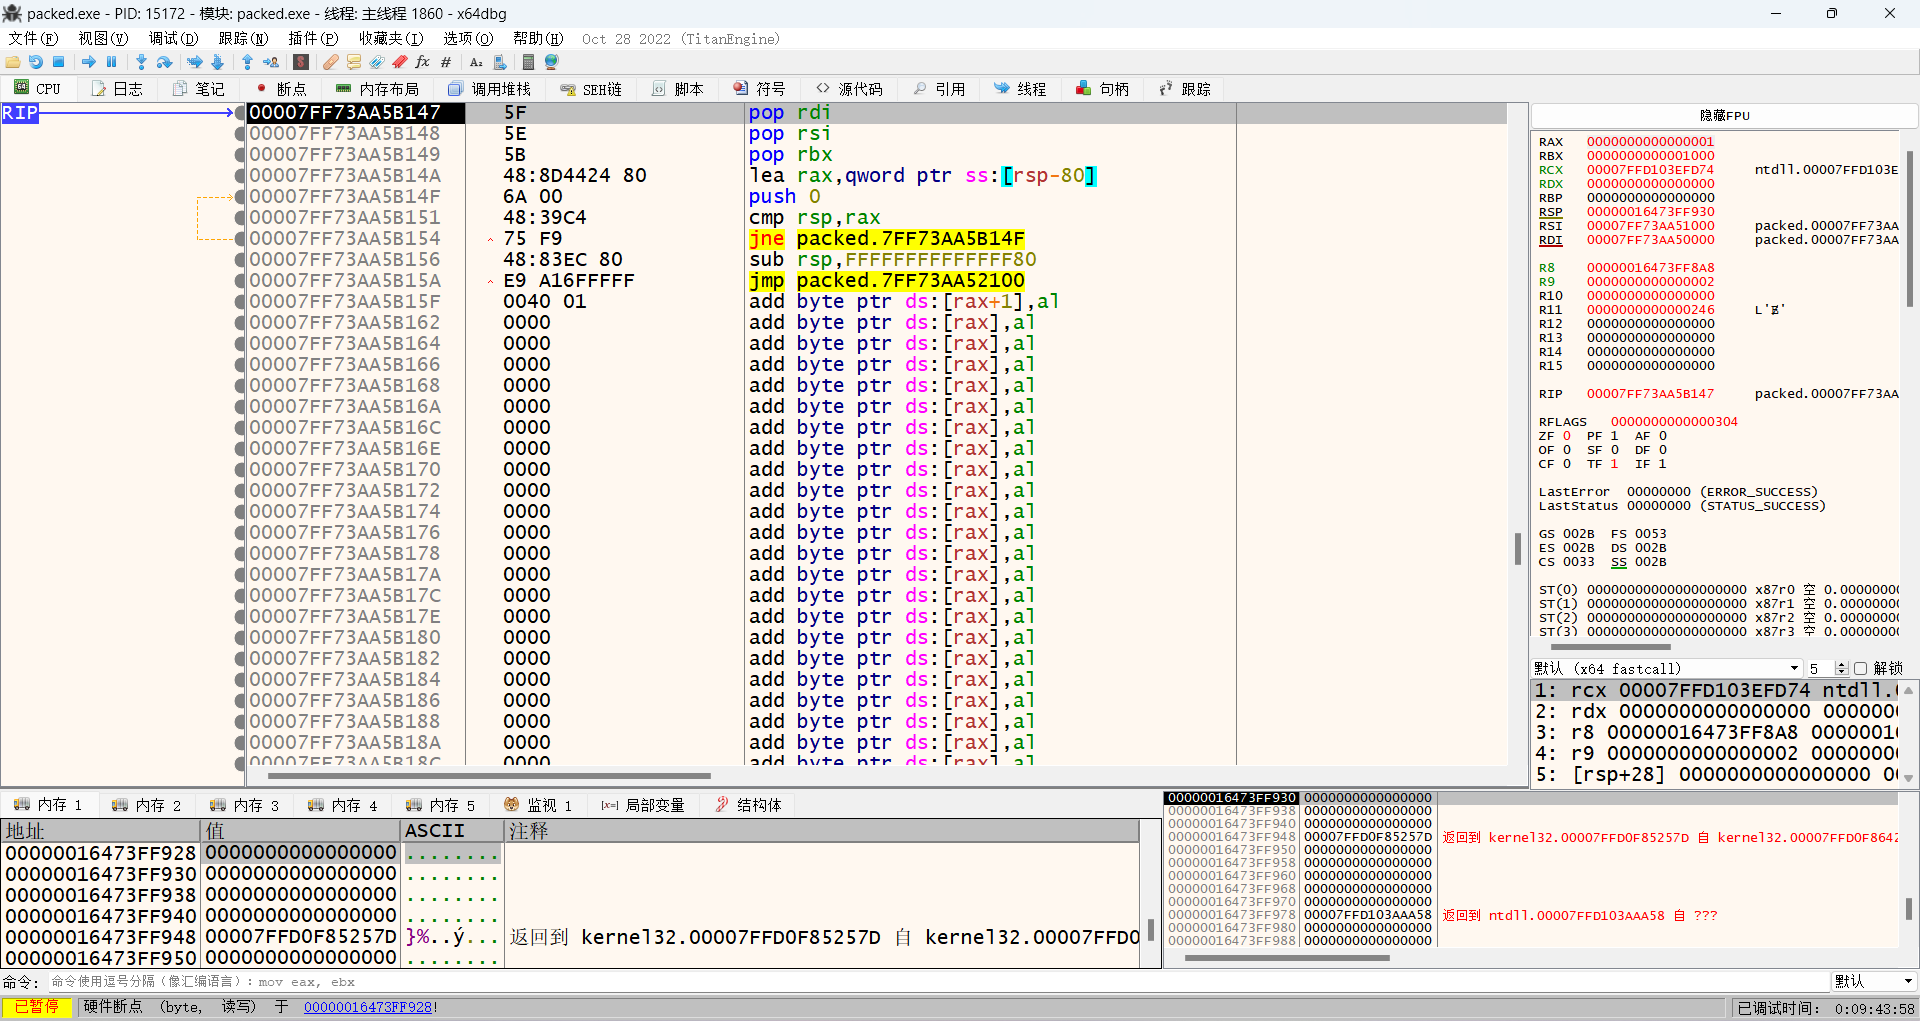 packed.exe - PID: 15172 - 模块: packed.exe - 线程: 主线程 1860 - x64dbg
文件(F) 视图(V) 调试(D) 跟踪(N) 插件(P) 收藏夹(I) 选项(O) 帮助(H) Oct 28 2022 (TitanEngine)
CPU 日志 笔记 断点 内存布局 调用堆栈 SEH链 脚本 符号 源代码 引用 线程 句柄 跟踪
RIP
00007FF73AA5B147 5F pop rdi
00007FF73AA5B148 5E pop rsi
00007FF73AA5B149 5B pop rbx
00007FF73AA5B14A 48:8D4424 80 lea rax,qword ptr ss:[rsp-80]
00007FF73AA5B14F 6A 00 push 0
00007FF73AA5B151 48:39C4 cmp rsp,rax
00007FF73AA5B154 75 F9 jne packed.7FF73AA5B14F
00007FF73AA5B156 48:83EC 80 sub rsp,FFFFFFFFFFFFFF80
00007FF73AA5B15A E9 A16FFFFF jmp packed.7FF73AA52100
00007FF73AA5B15F 0040 01 add byte ptr ds:[rax+1],al
00007FF73AA5B162 0000 add byte ptr ds:[rax],al
00007FF73AA5B164 0000 add byte ptr ds:[rax],al
00007FF73AA5B166 0000 add byte ptr ds:[rax],al
00007FF73AA5B168 0000 add byte ptr ds:[rax],al
00007FF73AA5B16A 0000 add byte ptr ds:[rax],al
00007FF73AA5B16C 0000 add byte ptr ds:[rax],al
00007FF73AA5B16E 0000 add byte ptr ds:[rax],al
00007FF73AA5B170 0000 add byte ptr ds:[rax],al
00007FF73AA5B172 0000 add byte ptr ds:[rax],al
00007FF73AA5B174 0000 add byte ptr ds:[rax],al
00007FF73AA5B176 0000 add byte ptr ds:[rax],al
00007FF73AA5B178 0000 add byte ptr ds:[rax],al
00007FF73AA5B17A 0000 add byte ptr ds:[rax],al
00007FF73AA5B17C 0000 add byte ptr ds:[rax],al
00007FF73AA5B17E 0000 add byte ptr ds:[rax],al
00007FF73AA5B180 0000 add byte ptr ds:[rax],al
00007FF73AA5B182 0000 add byte ptr ds:[rax],al
00007FF73AA5B184 0000 add byte ptr ds:[rax],al
00007FF73AA5B186 0000 add byte ptr ds:[rax],al
00007FF73AA5B188 0000 add byte ptr ds:[rax],al
00007FF73AA5B18A 0000 add byte ptr ds:[rax],al
00007FF73AA5B18C 0000 add byte ptr ds:[rax],al
隐藏FPU
RAX 0000000000000001
RBX 0000000000001000
RCX 00007FFD103EFD74 ntdll.00007FFD103E
RDX 0000000000000000
RBP 0000000000000000
RSP 00000016473FF930
RSI 00007FF73AA51000 packed.00007FF73AA
RDI 00007FF73AA50000 packed.00007FF73AA
R8 00000016473FF8A8
R9 0000000000000002
R10 0000000000000000
R11 0000000000000246 L'Ɇ'
R12 0000000000000000
R13 0000000000000000
R14 0000000000000000
R15 0000000000000000
RIP 00007FF73AA5B147 packed.00007FF73AA
RFLAGS 0000000000000304
ZF 0 PF 1 AF 0
OF 0 SF 0 DF 0
CF 0 TF 1 IF 1
LastError 00000000 (ERROR_SUCCESS)
LastStatus 00000000 (STATUS_SUCCESS)
GS 002B FS 0053
ES 002B DS 002B
CS 0033 SS 002B
ST(0) 00000000000000000000 x87r0 空 0.00000000
ST(1) 00000000000000000000 x87r1 空 0.00000000
ST(2) 00000000000000000000 x87r2 空 0.00000000
ST(3) 00000000000000000000 x87r3 空 0.00000000
默认 (x64 fastcall) 5 解锁
1: rcx 00007FFD103EFD74 ntdll.
2: rdx 0000000000000000 000000
3: r8 00000016473FF8A8 0000001
4: r9 0000000000000002 0000000
5: [rsp+28] 0000000000000000 0
内存 1 内存 2 内存 3 内存 4 内存 5 监视 1 [x=] 局部变量 结构体
地址 值 ASCII 注释
00000016473FF928 0000000000000000 ........
00000016473FF930 0000000000000000 ........
00000016473FF938 0000000000000000 ........
00000016473FF940 0000000000000000 ........
00000016473FF948 00007FFD0F85257D }%..ý... 返回到 kernel32.00007FFD0F85257D 自 kernel32.00007FFD0
00000016473FF950 0000000000000000 ........
00000016473FF930 0000000000000000
00000016473FF938 0000000000000000
00000016473FF940 0000000000000000
00000016473FF948 00007FFD0F85257D 返回到 kernel32.00007FFD0F85257D 自 kernel32.00007FFD0F8642
00000016473FF950 0000000000000000
00000016473FF958 0000000000000000
00000016473FF960 0000000000000000
00000016473FF968 0000000000000000
00000016473FF970 0000000000000000
00000016473FF978 00007FFD103AAA58 返回到 ntdll.00007FFD103AAA58 自 ???
00000016473FF980 0000000000000000
00000016473FF988 0000000000000000
命令: 命令使用逗号分隔（像汇编语言）: mov eax, ebx 默认
已暂停 硬件断点 (byte, 读写) 于 00000016473FF928! 已调试时间: 0:09:43:58